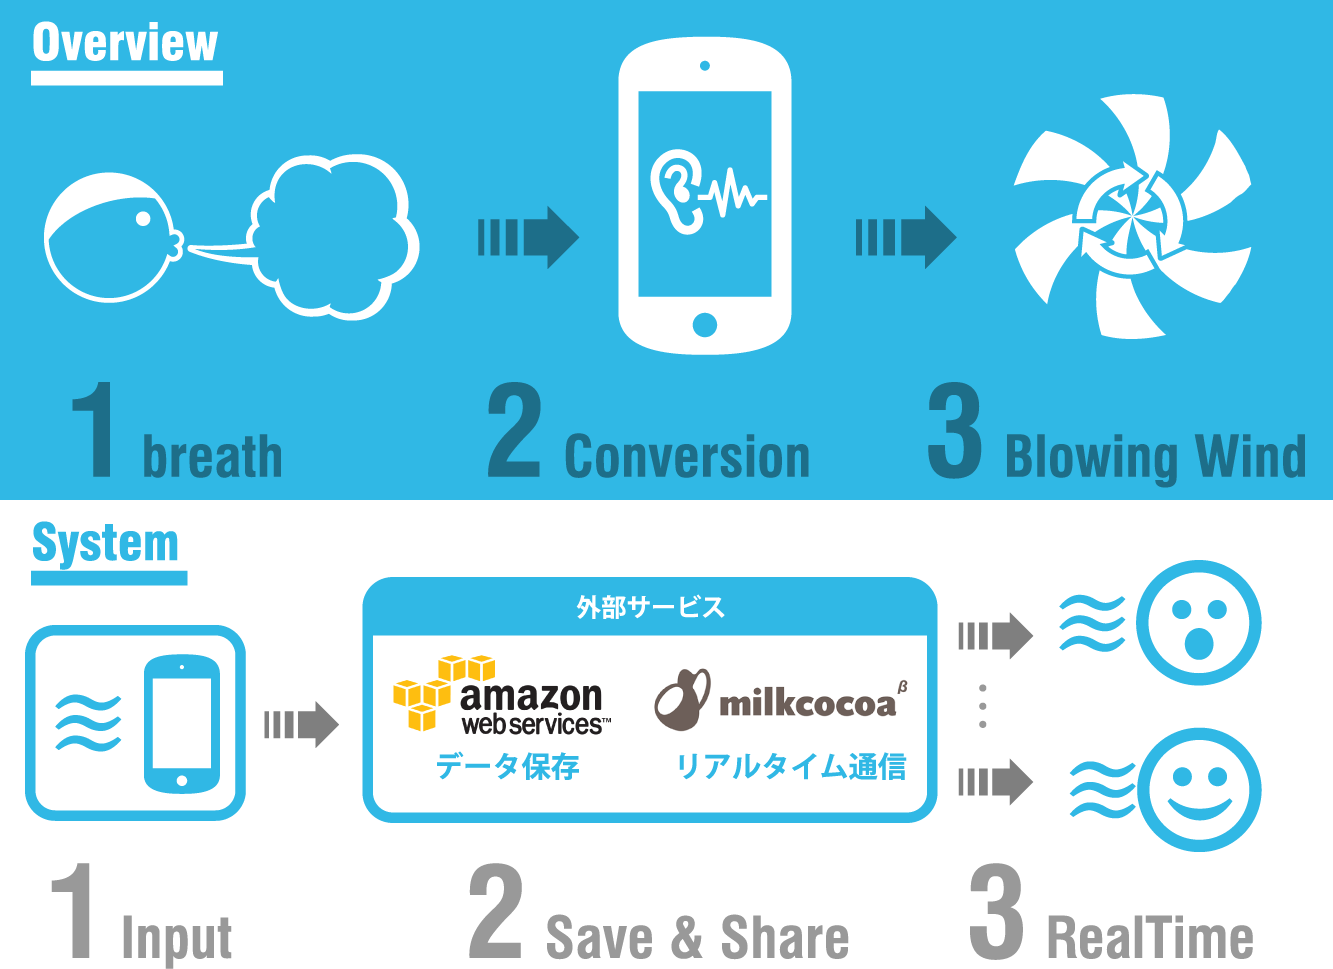 Overview
1 breath
2 Conversion
3 Blowing Wind
System
外部サービス
amazon
web services™
データ保存
milkcocoa β
リアルタイム通信
1 Input
2 Save & Share
3 RealTime